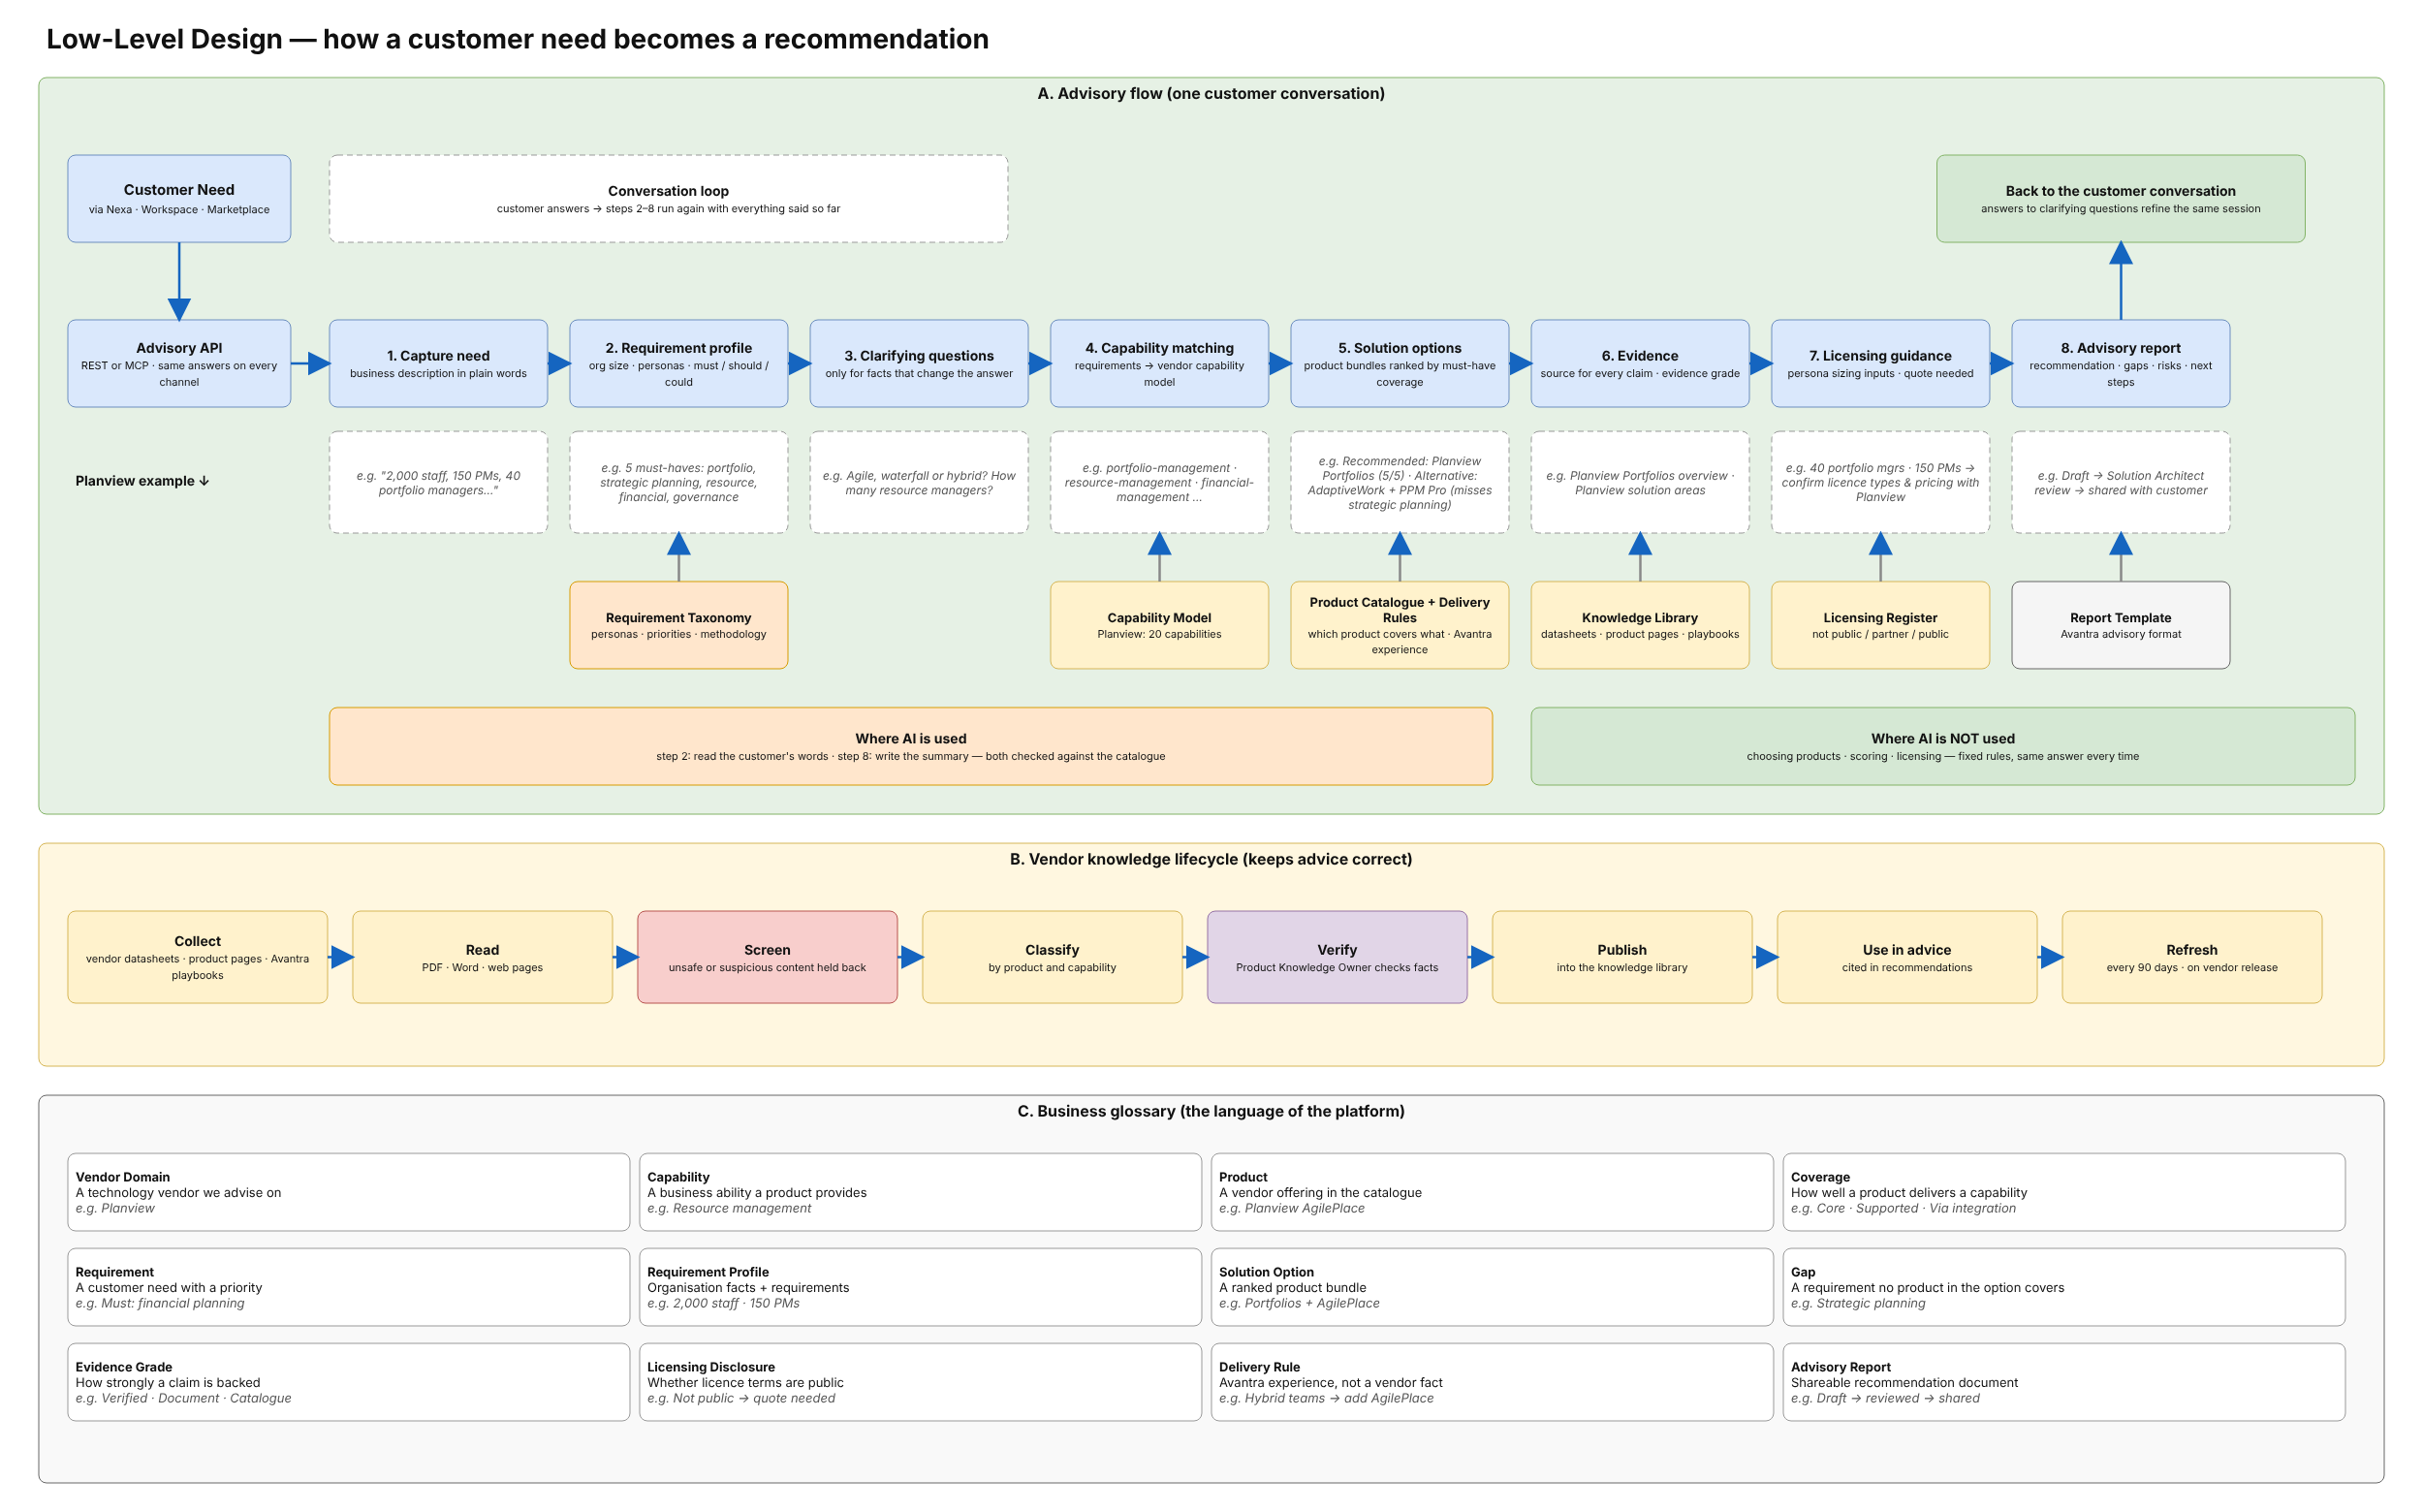 Low-Level Design — how a customer need becomes a recommendation
A. Advisory flow (one customer conversation)
Customer Need
via Nexa · Workspace · Marketplace
Conversation loop
customer answers → steps 2–8 run again with everything said so far
Back to the customer conversation
answers to clarifying questions refine the same session
Advisory API
REST or MCP · same answers on every
channel
1. Capture need
business description in plain words
2. Requirement profile
org size · personas · must / should /
could
3. Clarifying questions
only for facts that change the answer
4. Capability matching
requirements → vendor capability
model
5. Solution options
product bundles ranked by must-have
coverage
6. Evidence
source for every claim · evidence grade
7. Licensing guidance
persona sizing inputs · quote needed
8. Advisory report
recommendation · gaps · risks · next
steps
Planview example ↓
e.g. "2,000 staff, 150 PMs, 40
portfolio managers…"
e.g. 5 must-haves: portfolio,
strategic planning, resource,
financial, governance
e.g. Agile, waterfall or hybrid? How
many resource managers?
e.g. portfolio-management ·
resource-management · financial-
management …
e.g. Recommended: Planview
Portfolios (5/5) · Alternative:
AdaptiveWork + PPM Pro (misses
strategic planning)
e.g. Planview Portfolios overview ·
Planview solution areas
e.g. 40 portfolio mgrs · 150 PMs →
confirm licence types & pricing with
Planview
e.g. Draft → Solution Architect
review → shared with customer
Requirement Taxonomy
personas · priorities · methodology
Capability Model
Planview: 20 capabilities
Product Catalogue + Delivery
Rules
which product covers what · Avantra
experience
Knowledge Library
datasheets · product pages · playbooks
Licensing Register
not public / partner / public
Report Template
Avantra advisory format
Where AI is used
step 2: read the customer's words · step 8: write the summary — both checked against the catalogue
Where AI is NOT used
choosing products · scoring · licensing — fixed rules, same answer every time
B. Vendor knowledge lifecycle (keeps advice correct)
Collect
vendor datasheets · product pages · Avantra
playbooks
Read
PDF · Word · web pages
Screen
unsafe or suspicious content held back
Classify
by product and capability
Verify
Product Knowledge Owner checks facts
Publish
into the knowledge library
Use in advice
cited in recommendations
Refresh
every 90 days · on vendor release
C. Business glossary (the language of the platform)
Vendor Domain
A technology vendor we advise on
e.g. Planview
Capability
A business ability a product provides
e.g. Resource management
Product
A vendor offering in the catalogue
e.g. Planview AgilePlace
Coverage
How well a product delivers a capability
e.g. Core · Supported · Via integration
Requirement
A customer need with a priority
e.g. Must: financial planning
Requirement Profile
Organisation facts + requirements
e.g. 2,000 staff · 150 PMs
Solution Option
A ranked product bundle
e.g. Portfolios + AgilePlace
Gap
A requirement no product in the option covers
e.g. Strategic planning
Evidence Grade
How strongly a claim is backed
e.g. Verified · Document · Catalogue
Licensing Disclosure
Whether licence terms are public
e.g. Not public → quote needed
Delivery Rule
Avantra experience, not a vendor fact
e.g. Hybrid teams → add AgilePlace
Advisory Report
Shareable recommendation document
e.g. Draft → reviewed → shared